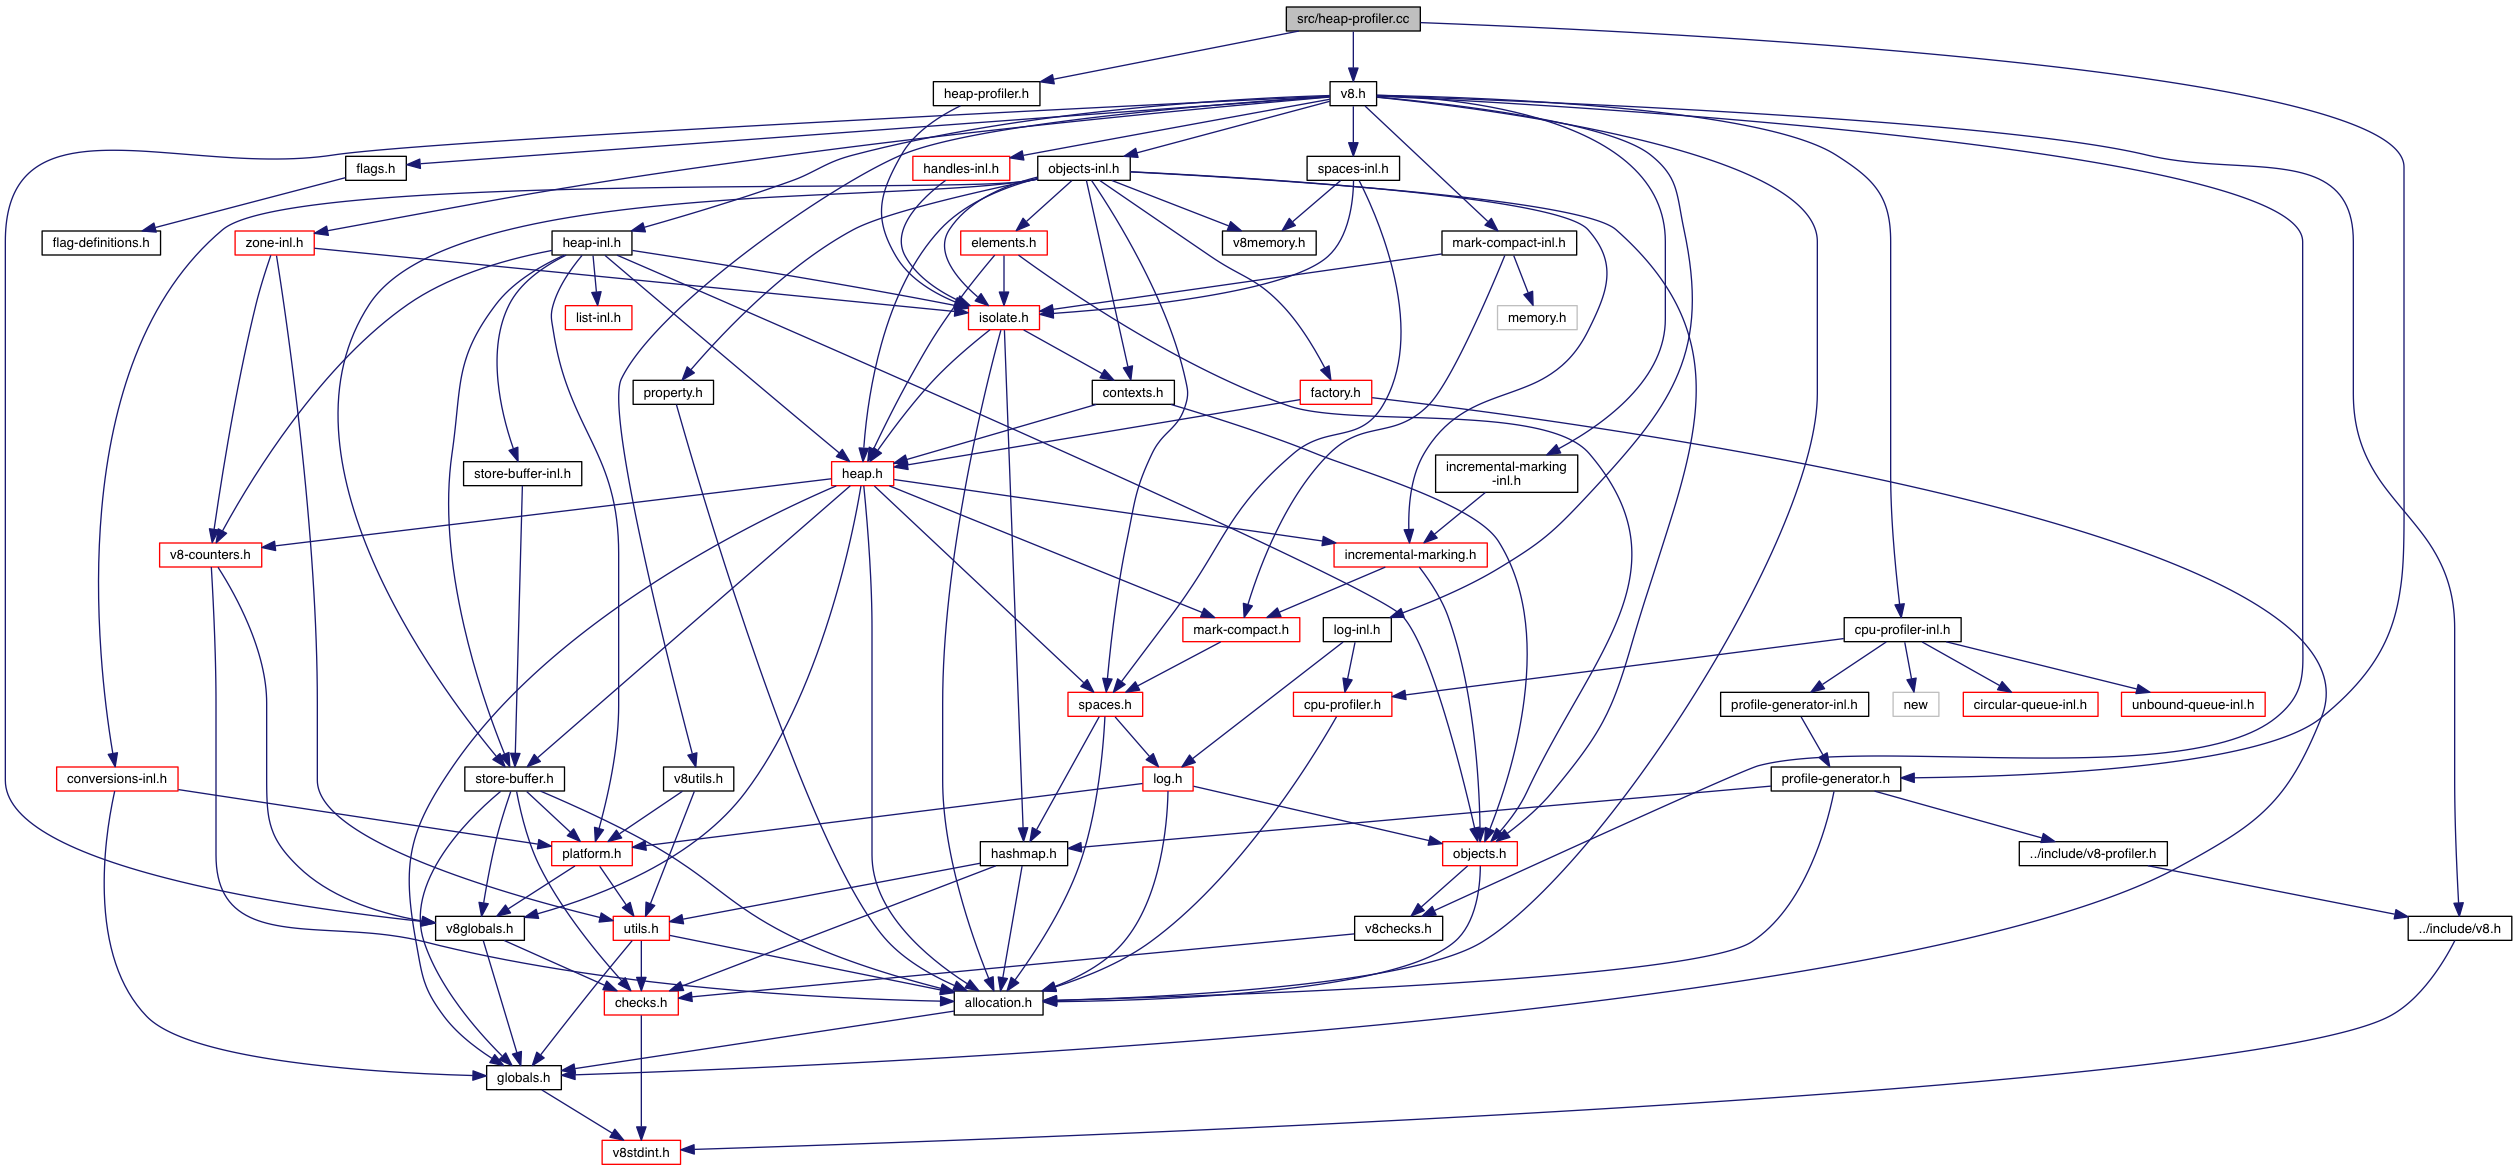 src/heap-profiler.cc
heap-profiler.h
v8.h
flags.h
handles-inl.h
objects-inl.h
spaces-inl.h
flag-definitions.h
zone-inl.h
heap-inl.h
elements.h
v8memory.h
mark-compact-inl.h
list-inl.h
isolate.h
memory.h
property.h
contexts.h
factory.h
store-buffer-inl.h
heap.h
incremental-marking
-inl.h
v8-counters.h
incremental-marking.h
mark-compact.h
log-inl.h
cpu-profiler-inl.h
spaces.h
cpu-profiler.h
profile-generator-inl.h
new
circular-queue-inl.h
unbound-queue-inl.h
conversions-inl.h
store-buffer.h
v8utils.h
log.h
profile-generator.h
platform.h
hashmap.h
objects.h
../include/v8-profiler.h
v8globals.h
utils.h
v8checks.h
../include/v8.h
checks.h
allocation.h
globals.h
v8stdint.h